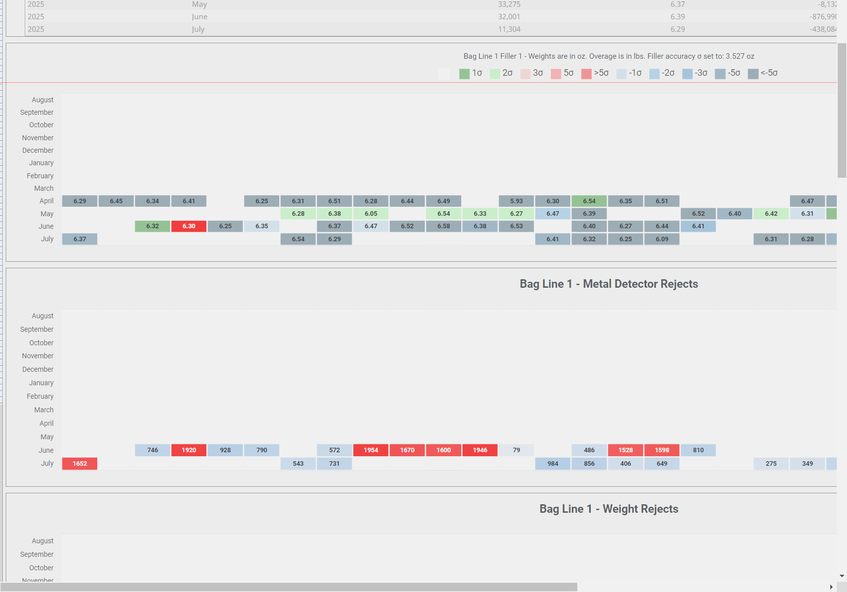 2025 May 33,275 6.37 -8,132
2025 June 32,001 6.39 -876,996
2025 July 11,304 6.29 -438,084
Bag Line 1 Filler 1 - Weights are in oz. Overage is in lbs. Filler accuracy σ set to: 3.527 oz
1σ 2σ 3σ 5σ >5σ -1σ -2σ -3σ -5σ <-5σ
August
September
October
November
December
January
February
March
April 6.29 6.45 6.34 6.41 6.25 6.31 6.51 6.28 6.44 6.49 5.93 6.30 6.54 6.35 6.51 6.47
May 6.28 6.38 6.05 6.54 6.33 6.27 6.47 6.39 6.52 6.40 6.42 6.31
June 6.32 6.30 6.25 6.35 6.37 6.47 6.52 6.58 6.38 6.53 6.40 6.27 6.44 6.41
July 6.37 6.54 6.29 6.41 6.32 6.25 6.09 6.31 6.28
Bag Line 1 - Metal Detector Rejects
August
September
October
November
December
January
February
March
April
May
June 746 1920 928 790 572 1954 1670 1600 1946 79 486 1528 1598 810
July 1652 543 731 984 856 406 649 275 349
Bag Line 1 - Weight Rejects
August
September
October
November